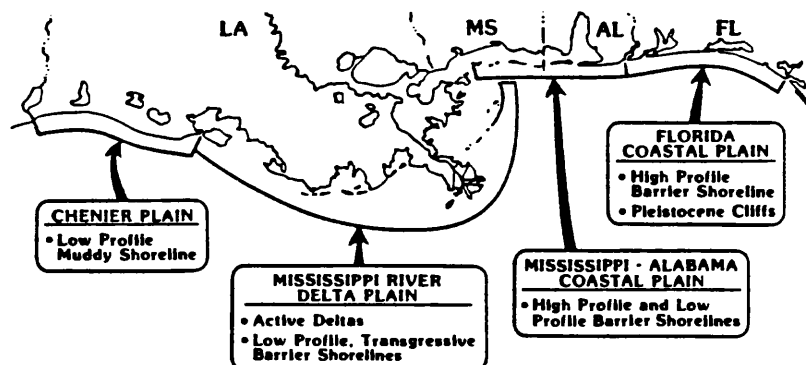 LA
MS
AL
FL
FLORIDA
COASTAL PLAIN
• High Profile
Barrier Shoreline
• Pleistocene Cliffs
CHENIER PLAIN
• Low Profile
Muddy Shoreline
MISSISSIPPI RIVER
DELTA PLAIN
• Active Deltas
• Low Profile, Transgressive
Barrier Shorelines
MISSISSIPPI - ALABAMA
COASTAL PLAIN
• High Profile and Low
Profile Barrier Shorelines